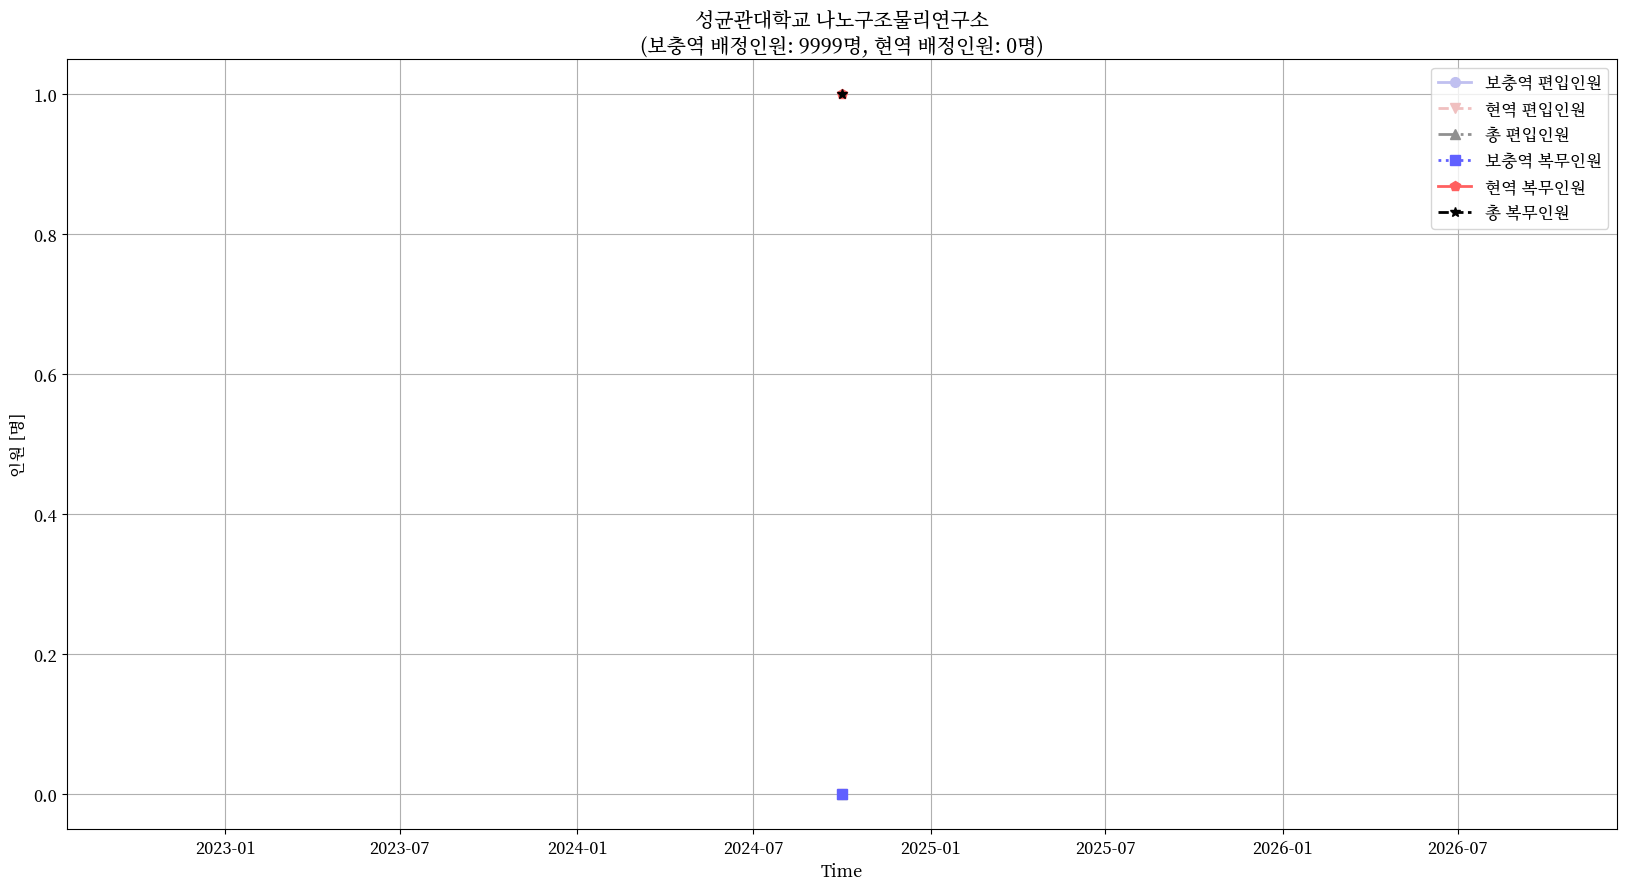 성균관대학교 나노구조물리연구소
(보충역 배정인원: 9999명, 현역 배정인원: 0명)
보충역 편입인원
현역 편입인원
총 편입인원
보충역 복무인원
현역 복무인원
총 복무인원
인원 [명]
1.0
0.8
0.6
0.4
0.2
0.0
2023-01
2023-07
2024-01
2024-07
2025-01
2025-07
2026-01
2026-07
Time